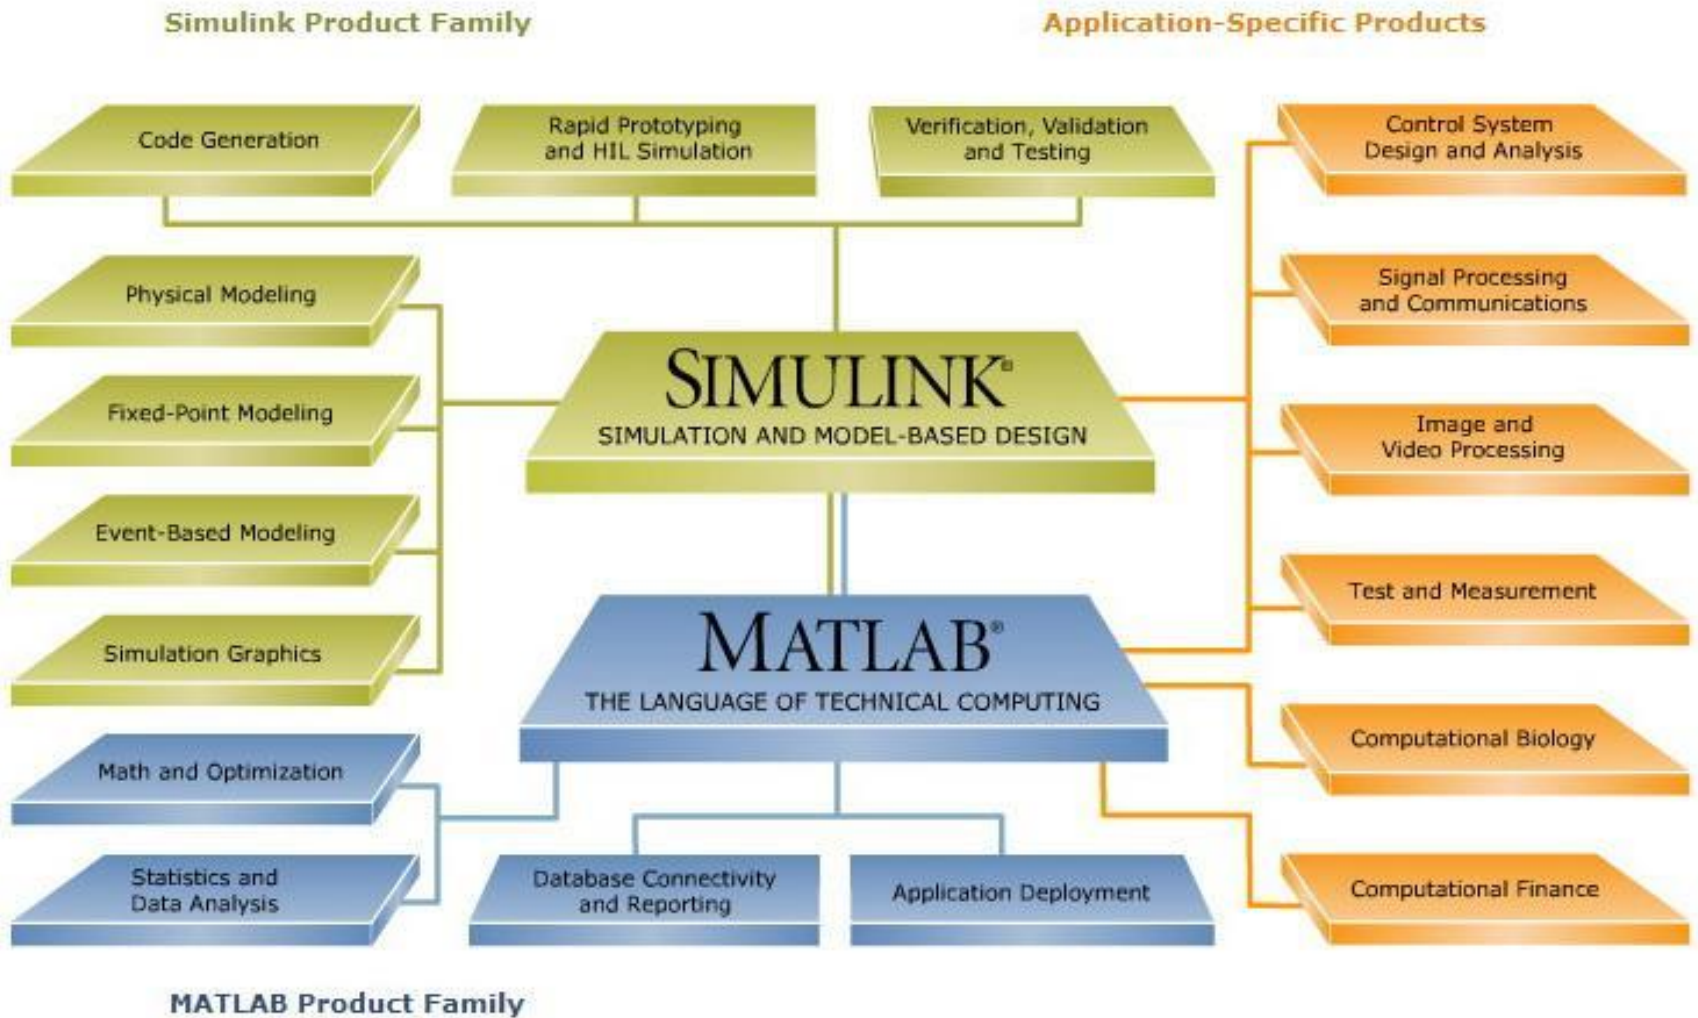 Simulink Product Family
Application-Specific Products
Code Generation
Rapid Prototyping
and HIL Simulation
Verification, Validation
and Testing
Control System
Design and Analysis
Physical Modeling
Signal Processing
and Communications
SIMULINK®
SIMULATION AND MODEL-BASED DESIGN
Fixed-Point Modeling
Image and
Video Processing
Event-Based Modeling
Test and Measurement
Simulation Graphics
MATLAB®
THE LANGUAGE OF TECHNICAL COMPUTING
Math and Optimization
Computational Biology
Statistics and
Data Analysis
Database Connectivity
and Reporting
Application Deployment
Computational Finance
MATLAB Product Family